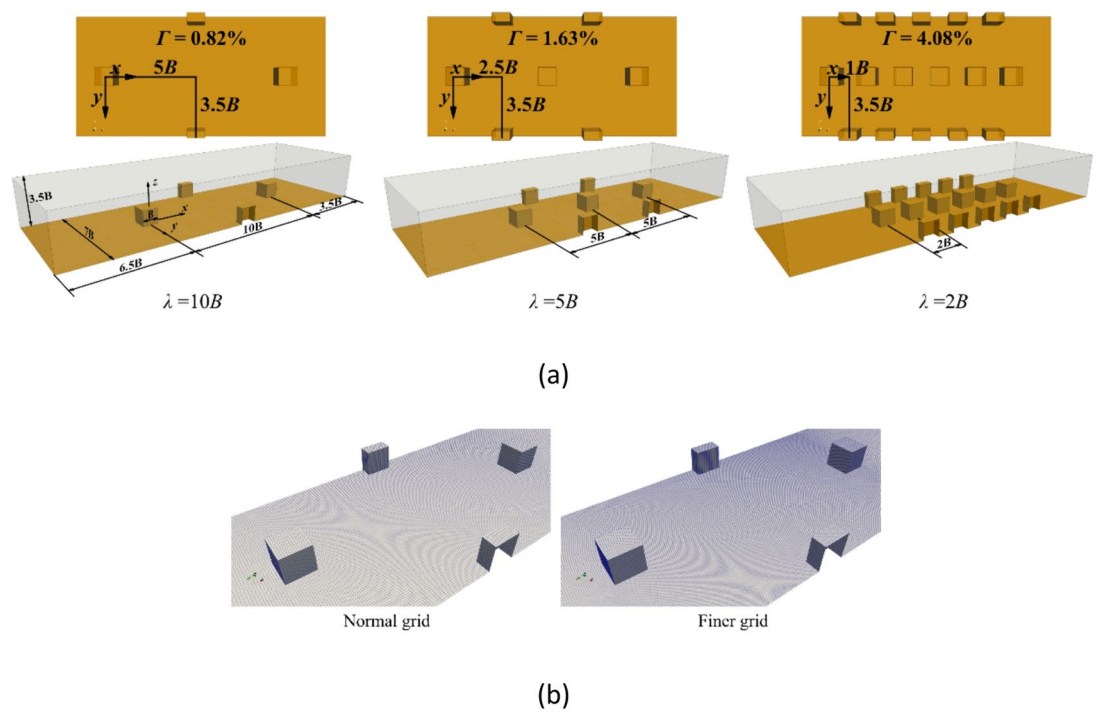 Γ = 0.82%
x
5B
y
3.5B
Γ = 1.63%
x
2.5B
y
3.5B
Γ = 4.08%
x
1B
y
3.5B
3.5B
z
B
x
y
7B
6.5B
10B
3.5B
5B
5B
2B
λ =10B
λ =5B
λ =2B
(a)
Normal grid
Finer grid
(b)